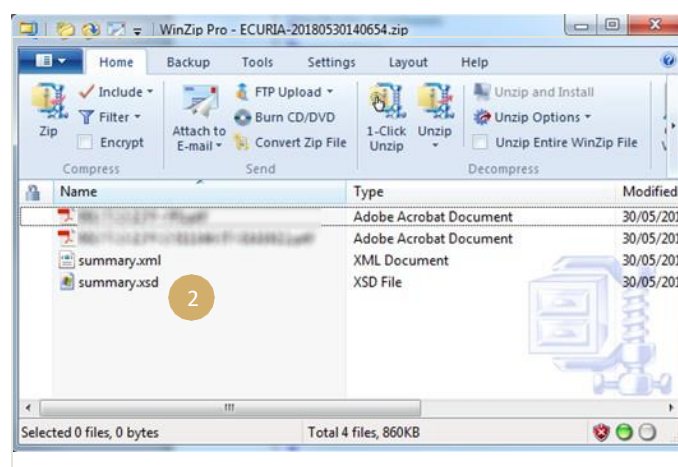 WinZip Pro - ECURIA-20180530140654.zip
Home Backup Tools Settings Layout Help
Include
Filter
Encrypt
Zip
Compress
Attach to
E-mail
FTP Upload
Burn CD/DVD
Convert Zip File
Send
1-Click
Unzip
Unzip
Unzip and Install
Unzip Options
Unzip Entire WinZip File
Decompress
Name Type Modified
Adobe Acrobat Document 30/05/201
Adobe Acrobat Document 30/05/201
summary.xml XML Document 30/05/201
summary.xsd XSD File 30/05/201
2
Selected 0 files, 0 bytes Total 4 files, 860KB